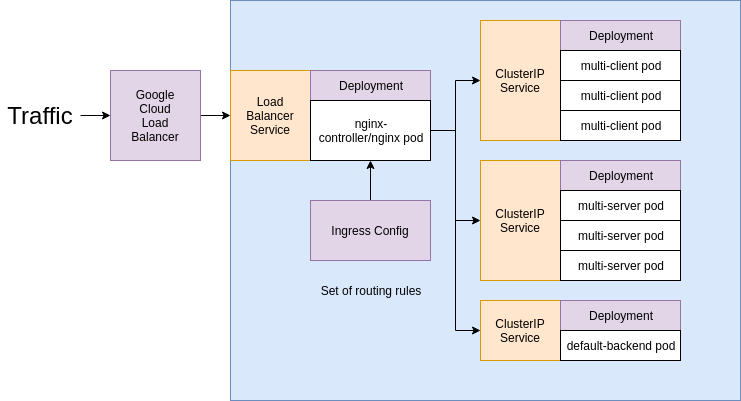 Traffic
Google
Cloud
Load
Balancer
Load
Balancer
Service
Deployment
nginx-
controller/nginx pod
Ingress Config
Set of routing rules
ClusterIP
Service
Deployment
multi-client pod
multi-client pod
multi-client pod
ClusterIP
Service
Deployment
multi-server pod
multi-server pod
multi-server pod
ClusterIP
Service
Deployment
default-backend pod